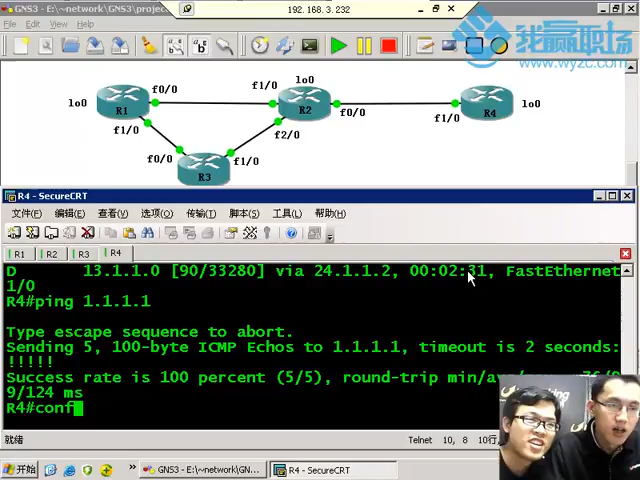 GNS3 - E:\~network\GNS3\projec
192.168.3.232
File Edit View
我赢职场
www.wyzc.com
lo0
f0/0
f1/0
lo0
lo0
R1
R2
R4
f1/0
f0/0
f1/0
f2/0
f0/0
f1/0
R3
R4 - SecureCRT
文件(F) 编辑(E) 查看(V) 选项(O) 传输(T) 脚本(S) 工具(L) 帮助(H)
R1 R2 R3 R4
D 13.1.1.0 [90/33280] via 24.1.1.2, 00:02:31, FastEthernet
1/0
R4#ping 1.1.1.1
Type escape sequence to abort.
Sending 5, 100-byte ICMP Echos to 1.1.1.1, timeout is 2 seconds:
!!!!!
Success rate is 100 percent (5/5), round-trip min/av
9/124 ms
R4#conf
就绪 Telnet 10, 8 10行
开始 GNS3 - E:\~network\GN... R4 - SecureCRT